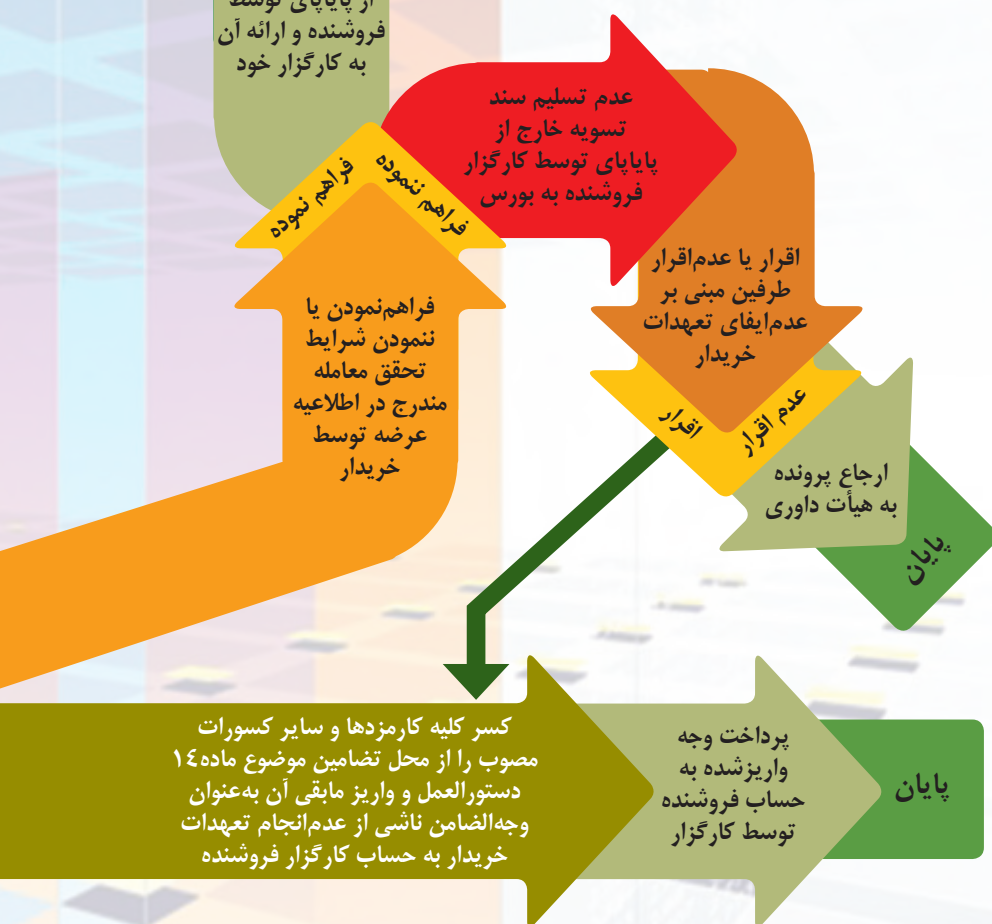 از پایاپای توسط
فروشنده و ارائه آن
به کارگزار خود
عدم تسلیم سند
تسویه خارج از
پایاپای توسط کارگزار
فروشنده به بورس
فراهم نموده
فراهم ننموده
فراهم‌نمودن یا
ننمودن شرایط
تحقق معامله
مندرج در اطلاعیه
عرضه توسط
خریدار
اقرار یا عدم‌اقرار
طرفین مبنی بر
عدم‌ایفای تعهدات
خریدار
اقرار
عدم اقرار
ارجاع پرونده
به هیأت داوری
پایان
کسر کلیه کارمزدها و سایر کسورات
مصوب را از محل تضامین موضوع ماده١٤
دستورالعمل و واریز مابقی آن به‌عنوان
وجه‌الضامن ناشی از عدم‌انجام تعهدات
خریدار به حساب کارگزار فروشنده
پرداخت وجه
واریزشده به
حساب فروشنده
توسط کارگزار
پایان